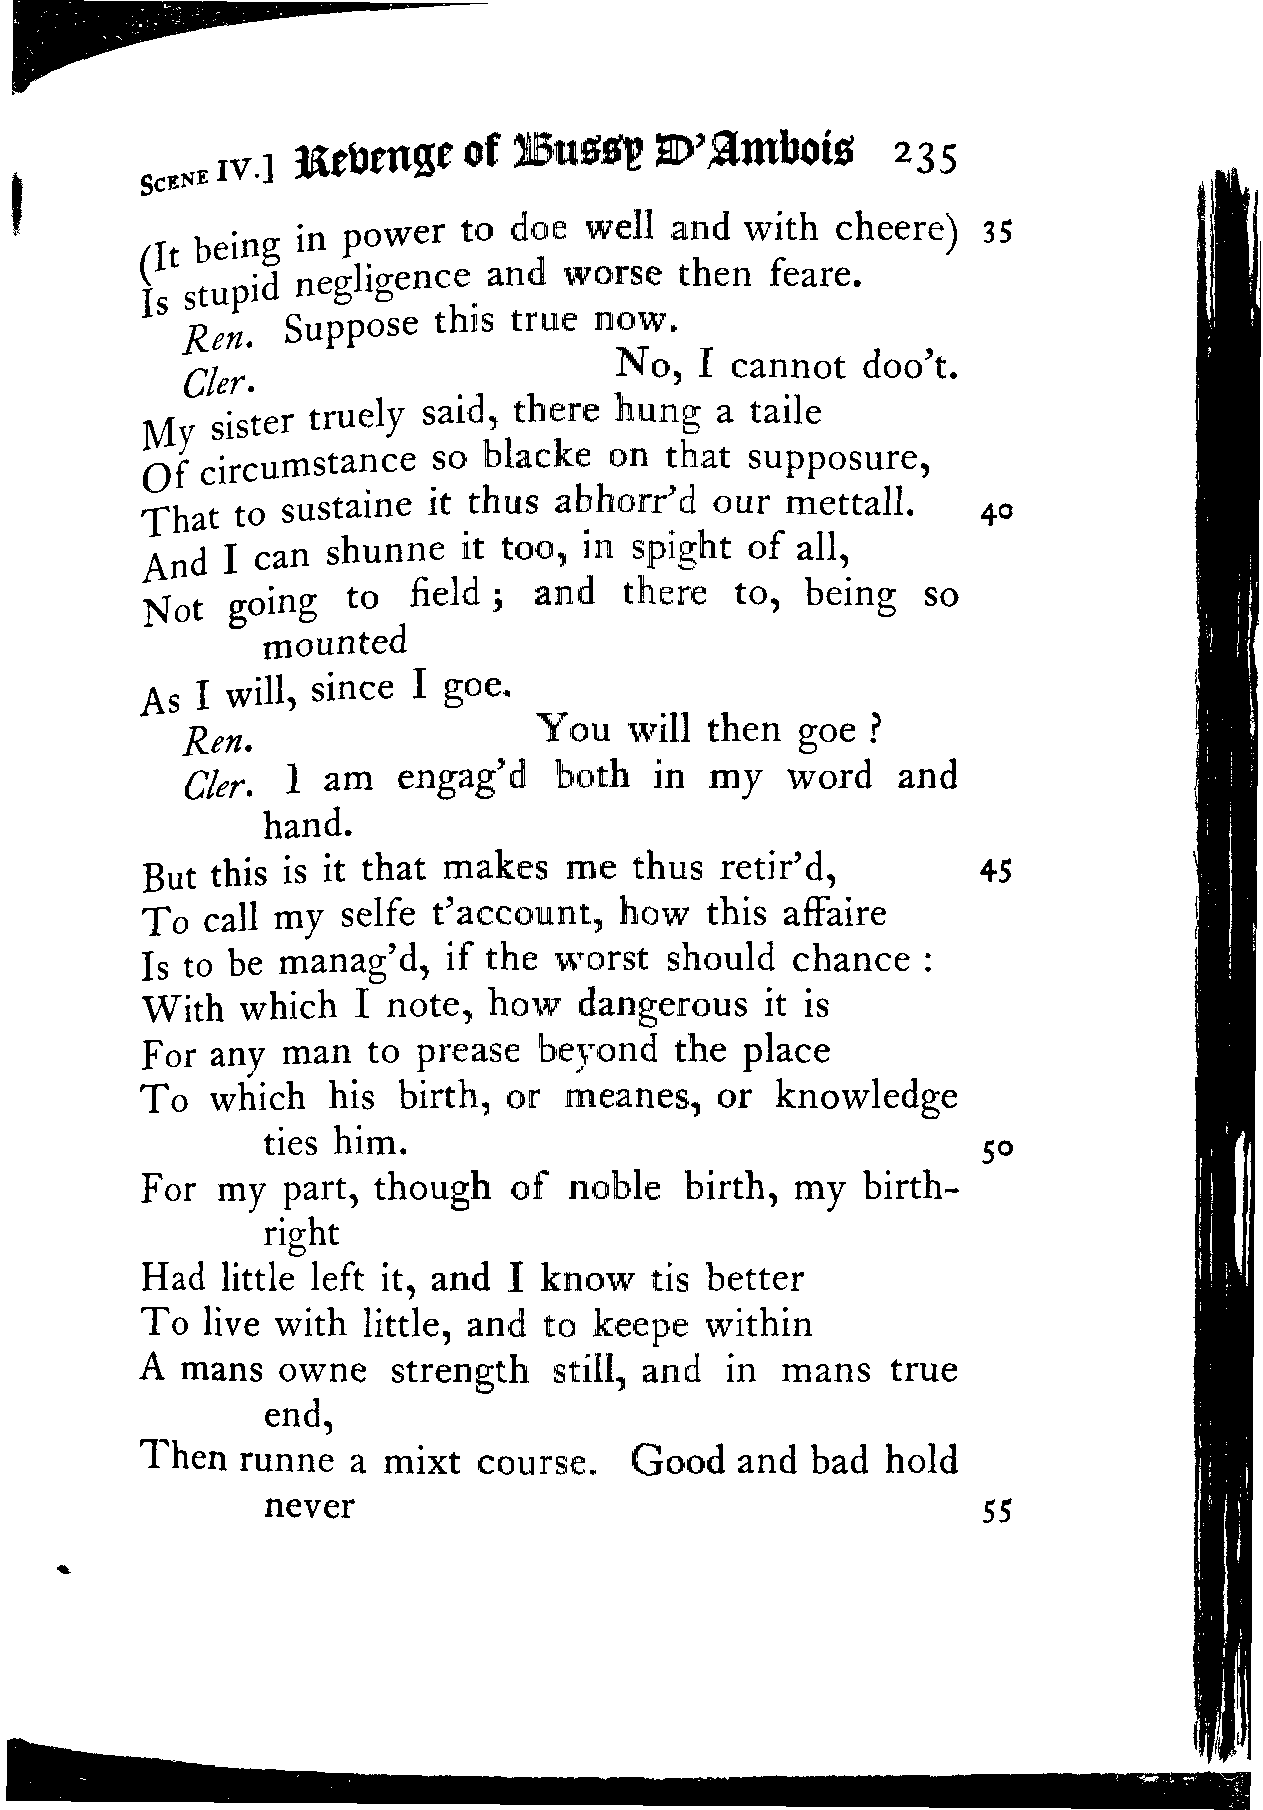 SCENE IV.] Revenge of Bussy D'Ambois 235
(It being in power to doe well and with cheere) 35
Is stupid negligence and worse then feare.
Ren. Suppose this true now.
Cler. No, I cannot doo't.
My sister truely said, there hung a taile
Of circumstance so blacke on that supposure,
That to sustaine it thus abhorr'd our mettall. 40
And I can shunne it too, in spight of all,
Not going to field; and there to, being so
mounted
As I will, since I goe.
Ren. You will then goe?
Cler. I am engag'd both in my word and
hand.
But this is it that makes me thus retir'd, 45
To call my selfe t'account, how this affaire
Is to be manag'd, if the worst should chance:
With which I note, how dangerous it is
For any man to prease beyond the place
To which his birth, or meanes, or knowledge
ties him. 50
For my part, though of noble birth, my birth-
right
Had little left it, and I know tis better
To live with little, and to keepe within
A mans owne strength still, and in mans true
end,
Then runne a mixt course. Good and bad hold
never 55